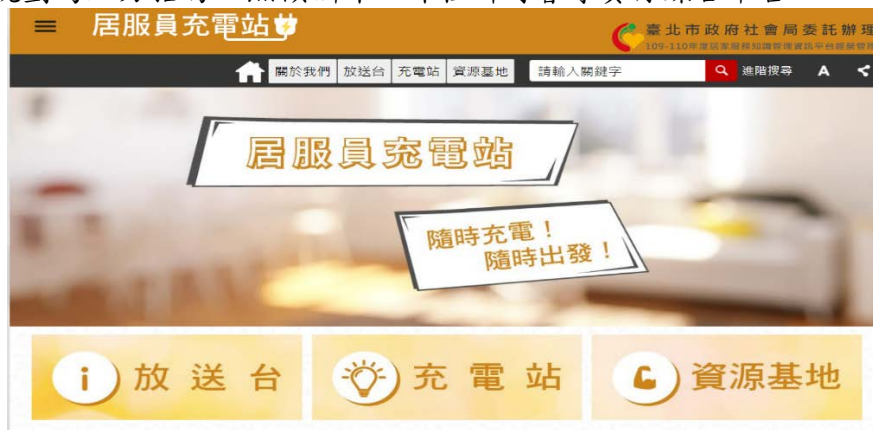 居服員充電站
臺北市政府社會局委託辦理
109-110年度居家服務知識管理資訊平台經營管理
關於我們 放送台 充電站 資源基地 請輸入關鍵字 進階搜尋 A
居服員充電站
隨時充電！
隨時出發！
放送台 充電站 資源基地